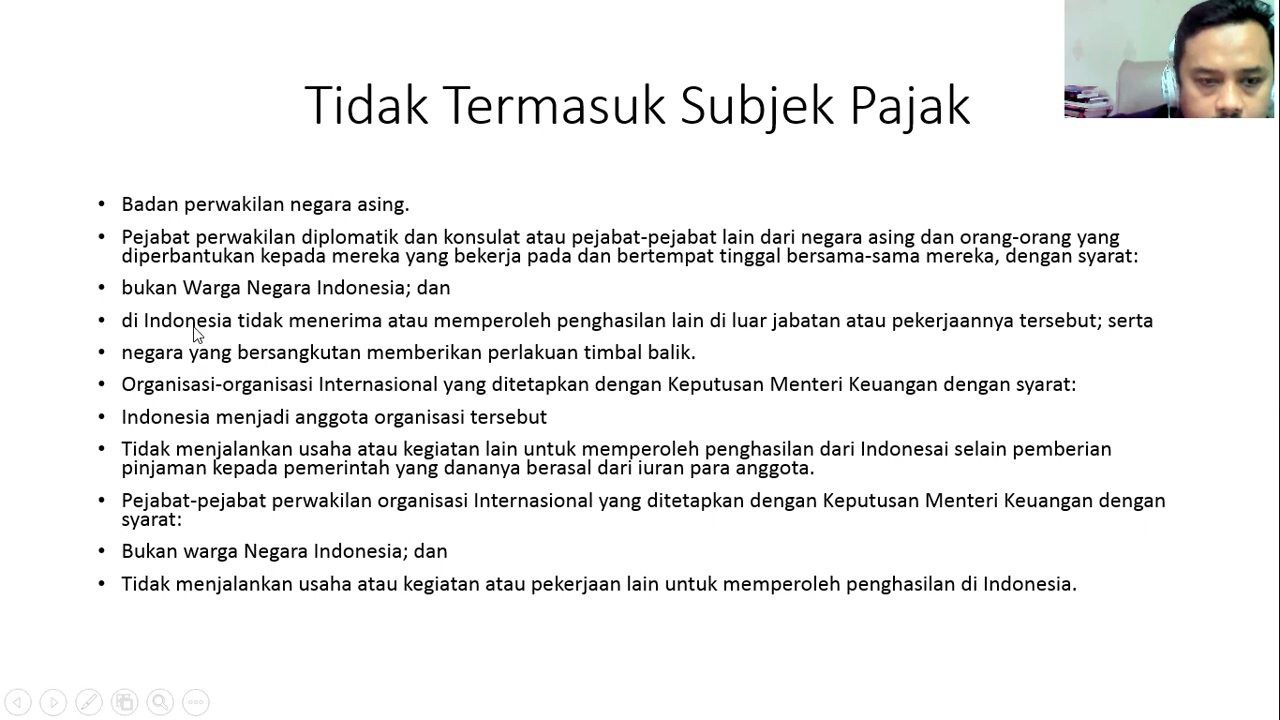 Tidak Termasuk Subjek Pajak
• Badan perwakilan negara asing.
• Pejabat perwakilan diplomatik dan konsulat atau pejabat-pejabat lain dari negara asing dan orang-orang yang
diperbantukan kepada mereka yang bekerja pada dan bertempat tinggal bersama-sama mereka, dengan syarat:
• bukan Warga Negara Indonesia; dan
• di Indonesia tidak menerima atau memperoleh penghasilan lain di luar jabatan atau pekerjaannya tersebut; serta
• negara yang bersangkutan memberikan perlakuan timbal balik.
• Organisasi-organisasi Internasional yang ditetapkan dengan Keputusan Menteri Keuangan dengan syarat:
• Indonesia menjadi anggota organisasi tersebut
• Tidak menjalankan usaha atau kegiatan lain untuk memperoleh penghasilan dari Indonesai selain pemberian
pinjaman kepada pemerintah yang dananya berasal dari iuran para anggota.
• Pejabat-pejabat perwakilan organisasi Internasional yang ditetapkan dengan Keputusan Menteri Keuangan dengan
syarat:
• Bukan warga Negara Indonesia; dan
• Tidak menjalankan usaha atau kegiatan atau pekerjaan lain untuk memperoleh penghasilan di Indonesia.